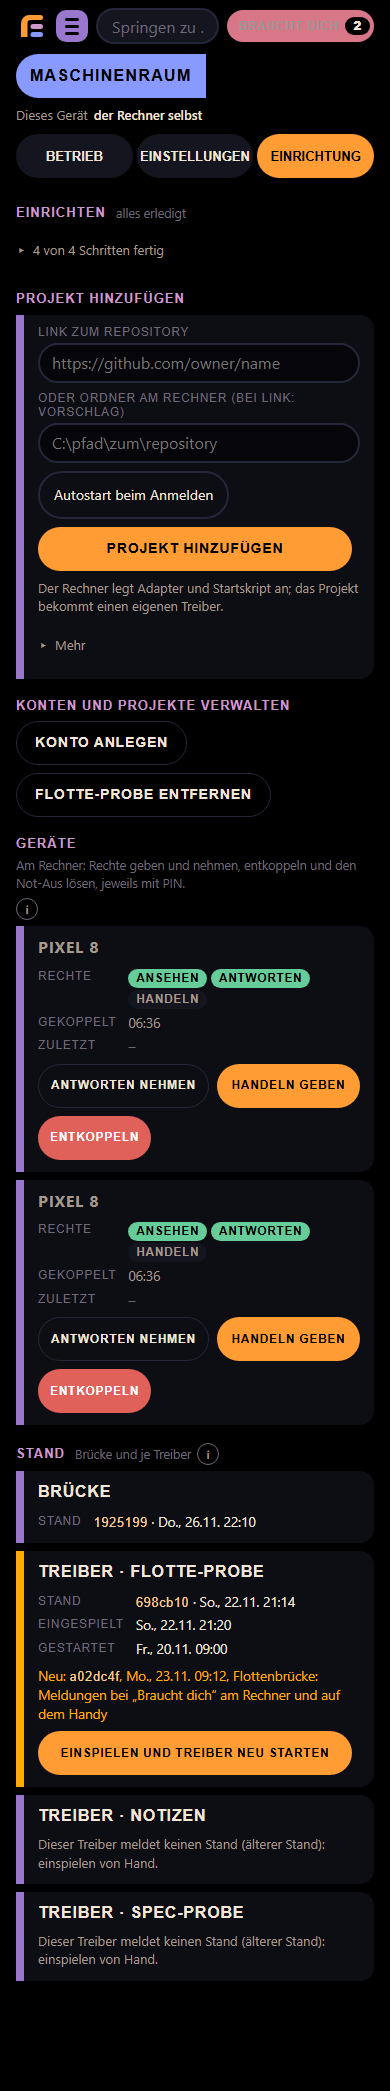 Springen zu .
BRAUCHT DICH 2
MASCHINENRAUM
Dieses Gerät der Rechner selbst
BETRIEB EINSTELLUNGEN EINRICHTUNG
EINRICHTEN alles erledigt
▸ 4 von 4 Schritten fertig
PROJEKT HINZUFÜGEN
LINK ZUM REPOSITORY
https://github.com/owner/name
ODER ORDNER AM RECHNER (BEI LINK:
VORSCHLAG)
C:\pfad\zum\repository
Autostart beim Anmelden
PROJEKT HINZUFÜGEN
Der Rechner legt Adapter und Startskript an; das Projekt
bekommt einen eigenen Treiber.
▸ Mehr
KONTEN UND PROJEKTE VERWALTEN
KONTO ANLEGEN
FLOTTE-PROBE ENTFERNEN
GERÄTE
Am Rechner: Rechte geben und nehmen, entkoppeln und den
Not-Aus lösen, jeweils mit PIN.
i
PIXEL 8
RECHTE ANSEHEN ANTWORTEN
HANDELN
GEKOPPELT 06:36
ZULETZT –
ANTWORTEN NEHMEN HANDELN GEBEN
ENTKOPPELN
PIXEL 8
RECHTE ANSEHEN ANTWORTEN
HANDELN
GEKOPPELT 06:36
ZULETZT –
ANTWORTEN NEHMEN HANDELN GEBEN
ENTKOPPELN
STAND Brücke und je Treiber i
BRÜCKE
STAND 1925199 · Do., 26.11. 22:10
TREIBER · FLOTTE-PROBE
STAND 698cb10 · So., 22.11. 21:14
EINGESPIELT So., 22.11. 21:20
GESTARTET Fr., 20.11. 09:00
Neu: a02dc4f, Mo., 23.11. 09:12, Flottenbrücke:
Meldungen bei „Braucht dich“ am Rechner und auf
dem Handy
EINSPIELEN UND TREIBER NEU STARTEN
TREIBER · NOTIZEN
Dieser Treiber meldet keinen Stand (älterer Stand):
einspielen von Hand.
TREIBER · SPEC-PROBE
Dieser Treiber meldet keinen Stand (älterer Stand):
einspielen von Hand.